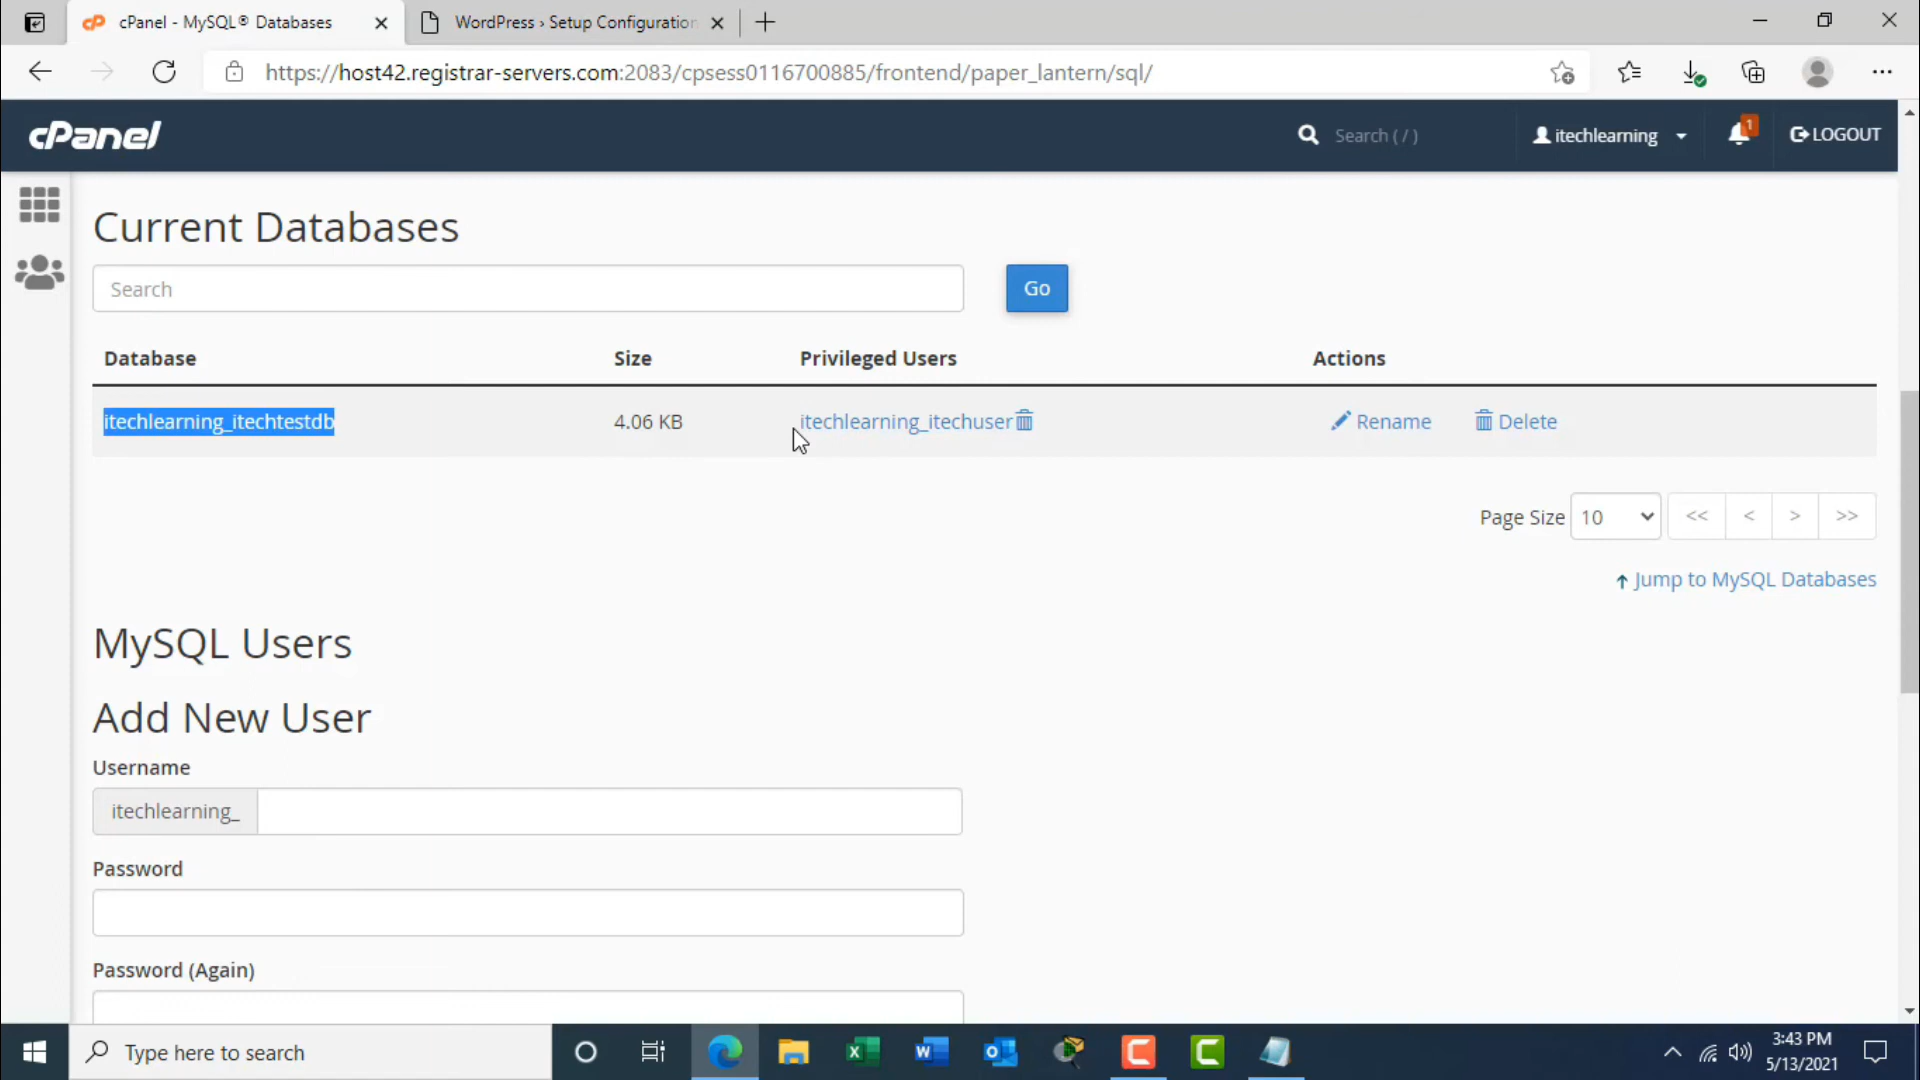 cPanel - MySQL® Databases
WordPress › Setup Configuration
https://host42.registrar-servers.com:2083/cpsess0116700885/frontend/paper_lantern/sql/
cPanel
Search ( / )
itechlearning
1
LOGOUT
Current Databases
Search
Go
Database Size Privileged Users Actions
itechlearning_itechtestdb 4.06 KB itechlearning_itechuser Rename Delete
Page Size 10 << < > >>
Jump to MySQL Databases
MySQL Users
Add New User
Username
itechlearning_
Password
Password (Again)
Type here to search
3:43 PM
5/13/2021